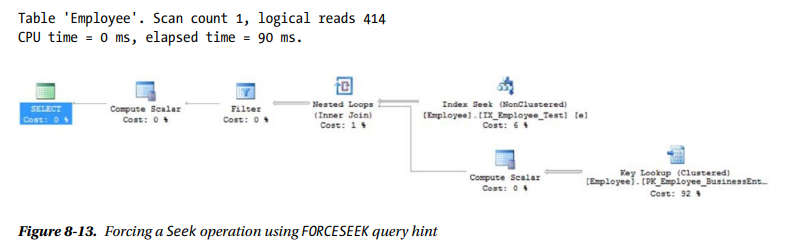 Table 'Employee'. Scan count 1, logical reads 414
CPU time = 0 ms, elapsed time = 90 ms.
SELECT
Cost: 0 %
Compute Scalar
Cost: 0 %
Filter
Cost: 0 %
Nested Loops
(Inner Join)
Cost: 1 %
Index Seek (NonClustered)
[Employee].[IX_Employee_Test] [e]
Cost: 6 %
Compute Scalar
Cost: 0 %
Key Lookup (Clustered)
[Employee].[PK_Employee_BusinessEnt…
Cost: 92 %
Figure 8-13. Forcing a Seek operation using FORCESEEK query hint